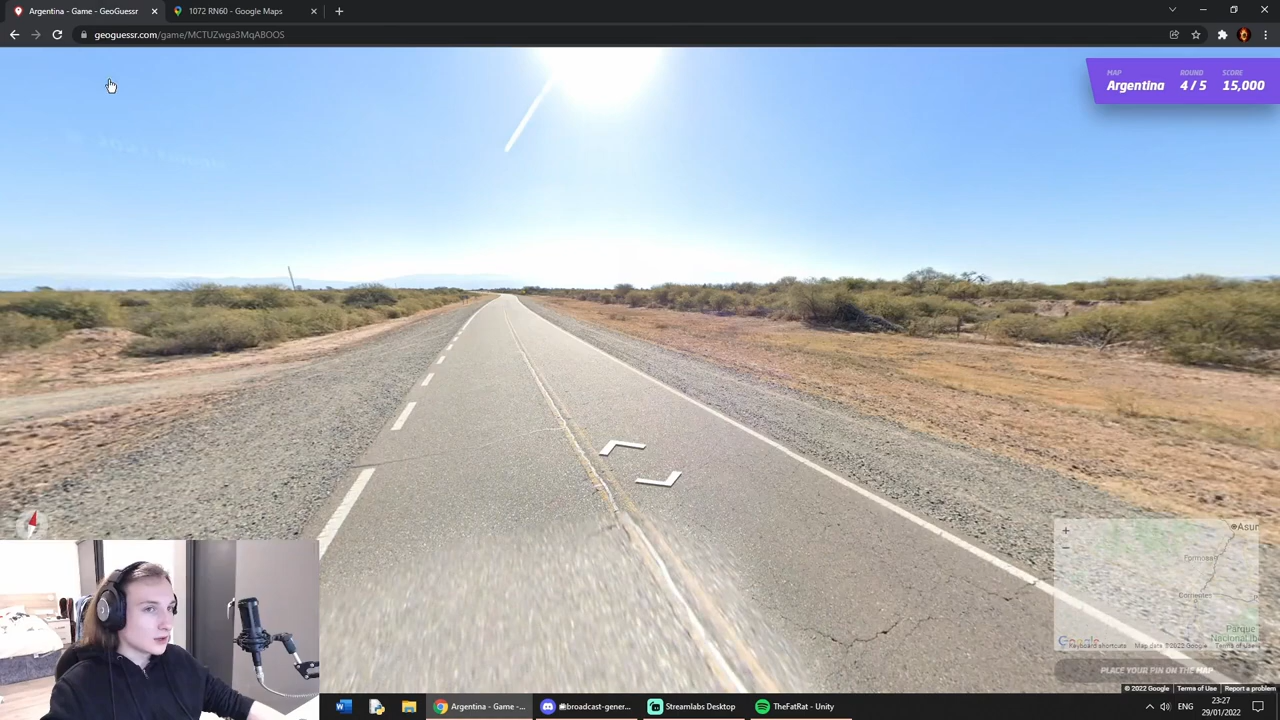 Argentina - Game - GeoGuessr
1072 RN60 - Google Maps
geoguessr.com/game/MCTUZwga3MqABOOS
MAP
Argentina
ROUND
4 / 5
SCORE
15,000
+
Asun
Formosa
Corrientes
Parque
Nacional Ib
Google
Keyboard shortcuts
Map data ©2022 Google
Terms of Use
PLACE YOUR PIN ON THE MAP
© 2022 Google
Terms of Use
Report a problem
Argentina - Game -...
#broadcast-gener...
Streamlabs Desktop
TheFatRat - Unity
ENG
23:27
29/01/2022